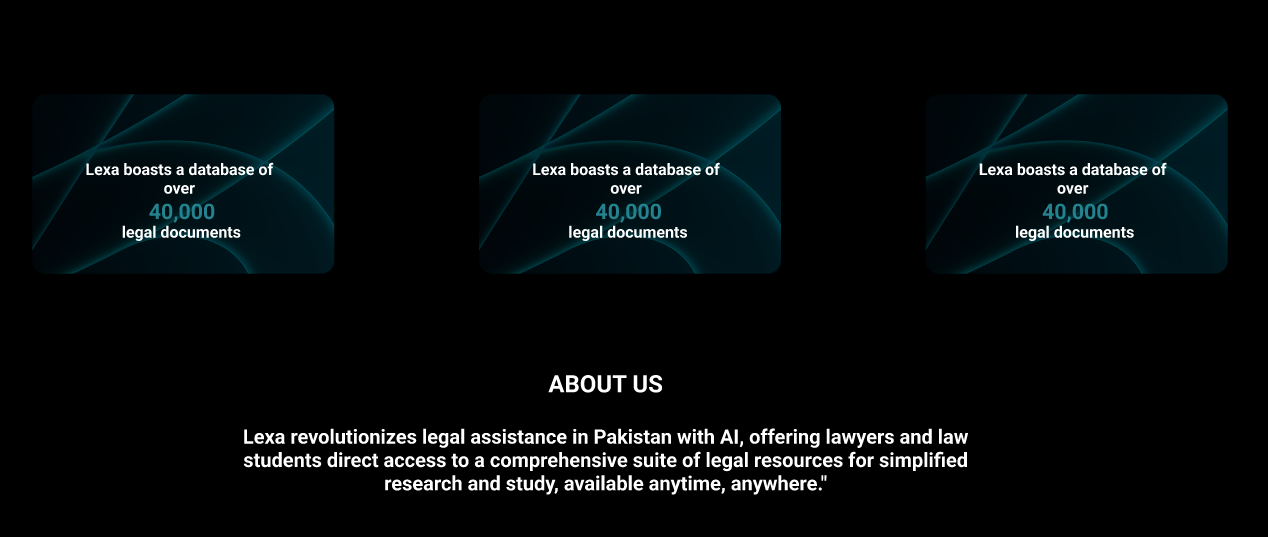 Lexa boasts a database of
over
40,000
legal documents
Lexa boasts a database of
over
40,000
legal documents
Lexa boasts a database of
over
40,000
legal documents
ABOUT US
Lexa revolutionizes legal assistance in Pakistan with AI, offering lawyers and law
students direct access to a comprehensive suite of legal resources for simplified
research and study, available anytime, anywhere."